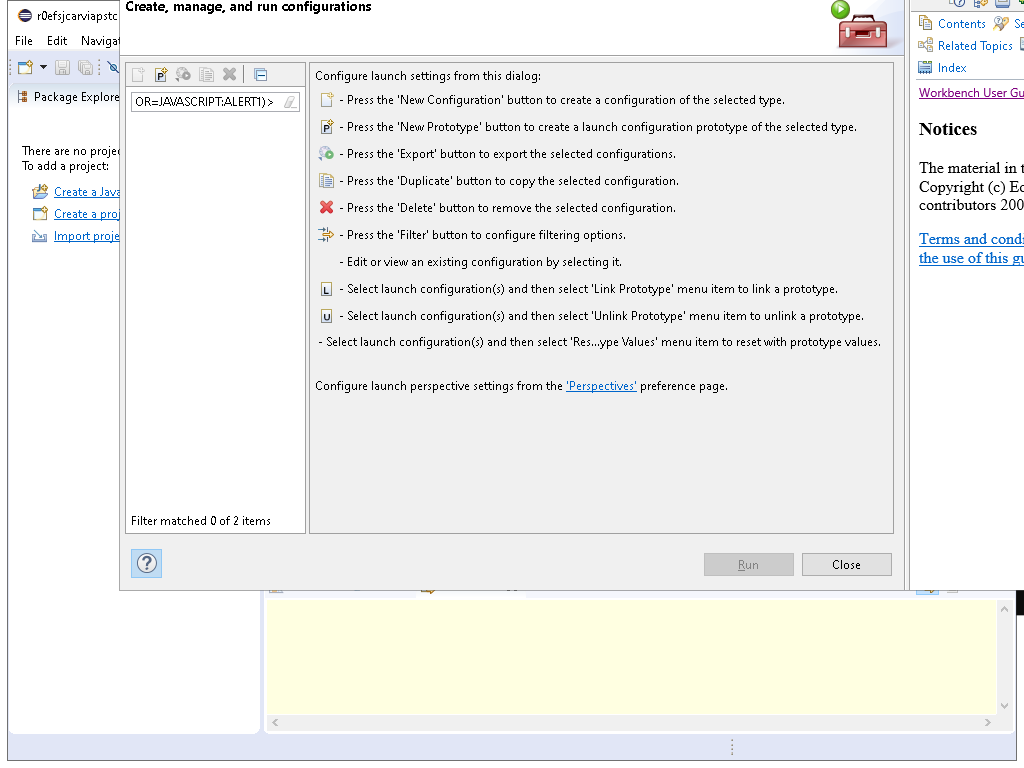 r0efsjcarviapstc
File Edit Navigat
Package Explore
There are no projec
To add a project:
Create a Java
Create a proj
Import proje
Create, manage, and run configurations
OR=JAVASCRIPT:ALERT1)>
Filter matched 0 of 2 items
Configure launch settings from this dialog:
- Press the 'New Configuration' button to create a configuration of the selected type.
P - Press the 'New Prototype' button to create a launch configuration prototype of the selected type.
- Press the 'Export' button to export the selected configurations.
- Press the 'Duplicate' button to copy the selected configuration.
- Press the 'Delete' button to remove the selected configuration.
- Press the 'Filter' button to configure filtering options.
- Edit or view an existing configuration by selecting it.
L - Select launch configuration(s) and then select 'Link Prototype' menu item to link a prototype.
U - Select launch configuration(s) and then select 'Unlink Prototype' menu item to unlink a prototype.
- Select launch configuration(s) and then select 'Res...ype Values' menu item to reset with prototype values.
Configure launch perspective settings from the 'Perspectives' preference page.
?
Run Close
Contents Se
Related Topics
Index
Workbench User Gu
Notices
The material in t
Copyright (c) Ec
contributors 200
Terms and condi
the use of this gu